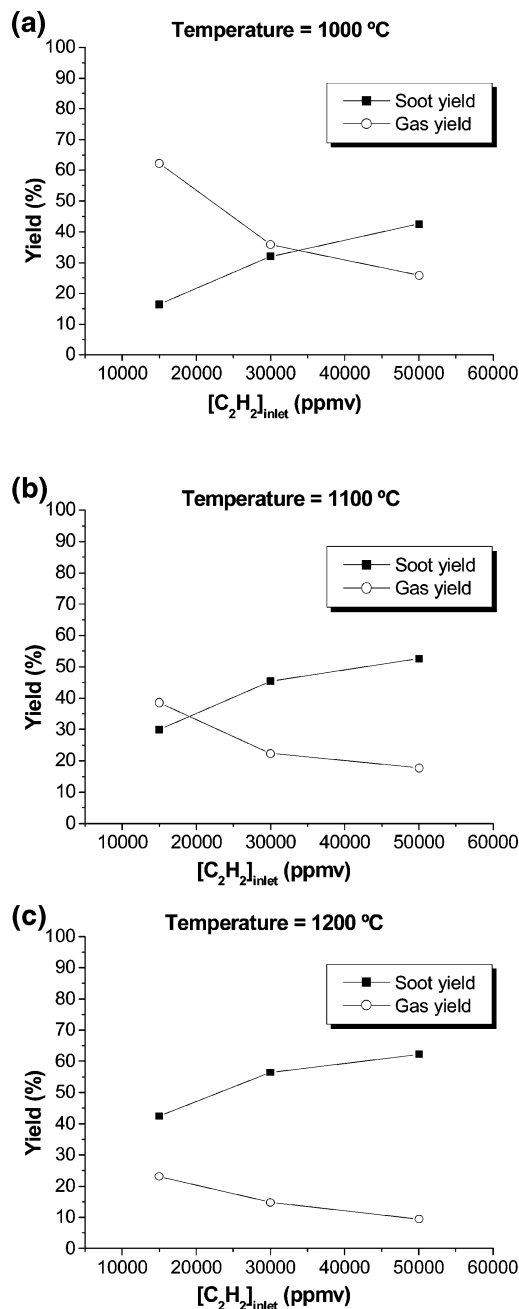 (a)
Temperature = 1000 ºC
Soot yield
Gas yield
100
90
80
70
60
50
40
30
20
10
0
Yield (%)
10000 20000 30000 40000 50000 60000
[C2H2]inlet (ppmv)
(b)
Temperature = 1100 ºC
Soot yield
Gas yield
100
90
80
70
60
50
40
30
20
10
0
Yield (%)
10000 20000 30000 40000 50000 60000
[C2H2]inlet (ppmv)
(c)
Temperature = 1200 ºC
Soot yield
Gas yield
100
90
80
70
60
50
40
30
20
10
0
Yield (%)
10000 20000 30000 40000 50000 60000
[C2H2]inlet (ppmv)